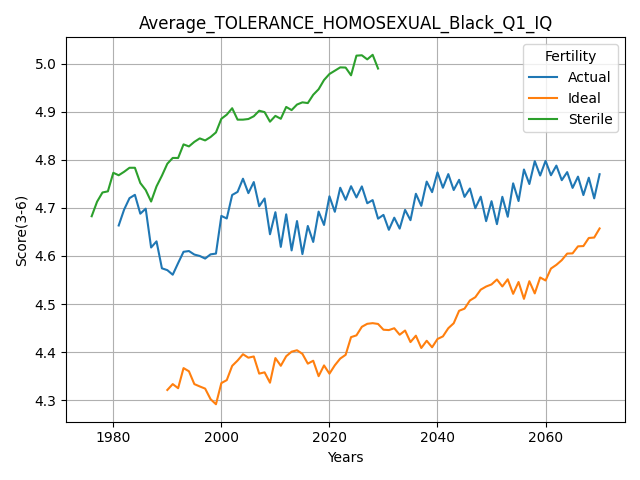 Average_TOLERANCE_HOMOSEXUAL_Black_Q1_IQ
Fertility
Actual
Ideal
Sterile
Score(3-6)
5.0
4.9
4.8
4.7
4.6
4.5
4.4
4.3
1980 2000 2020 2040 2060
Years